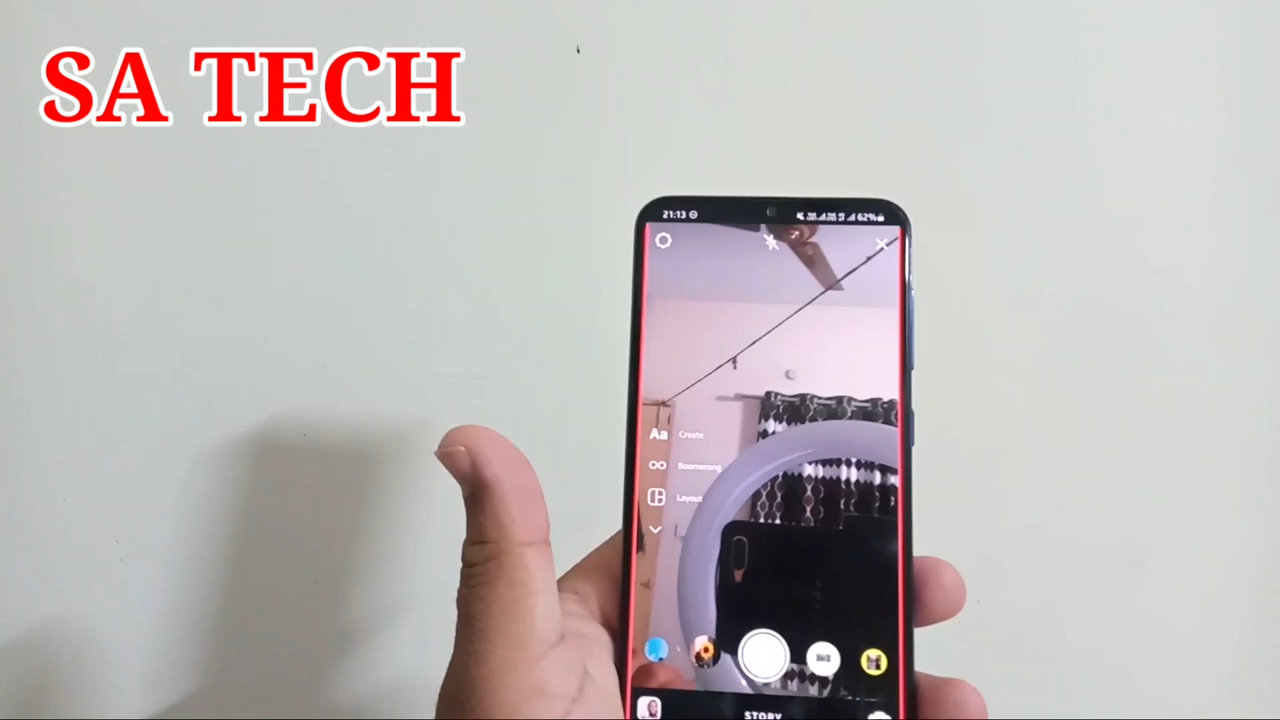 SA TECH
21:13
62%
Aa Create
Boomerang
Layout
STORY